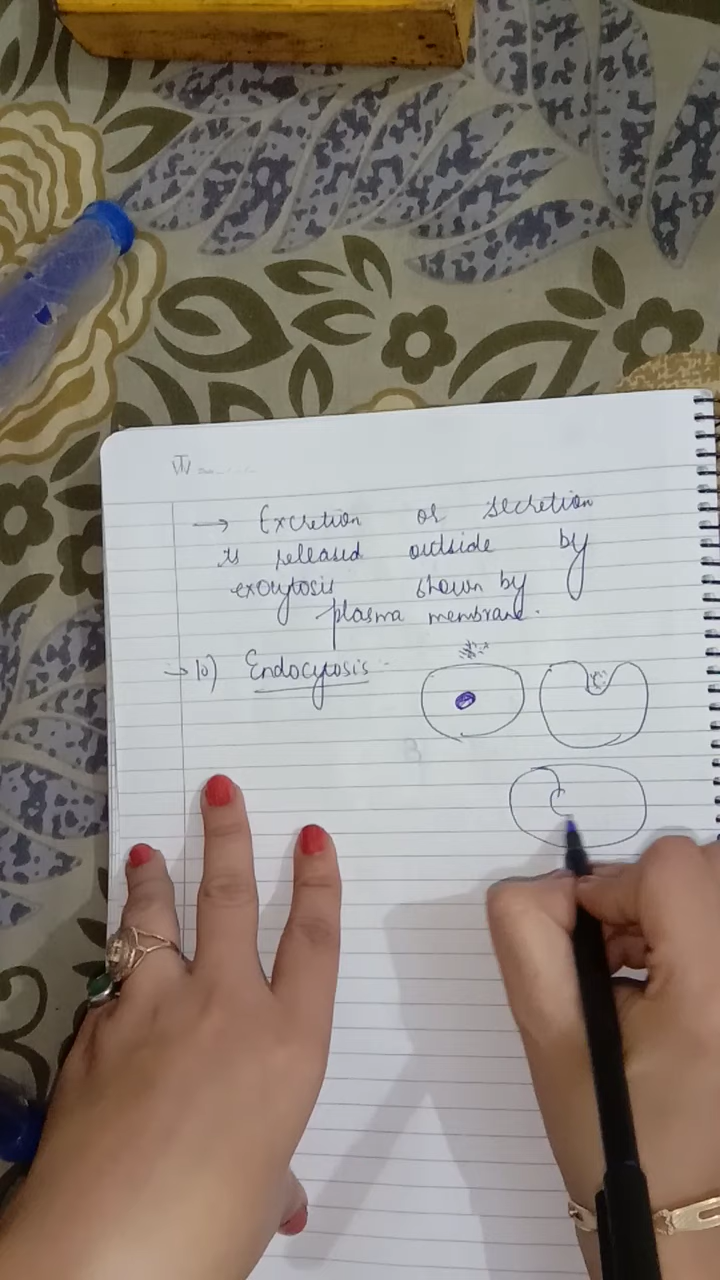 → Excretion or secretion
is released outside by
exocytosis shown by
plasma membrane.
→ 10) Endocytosis